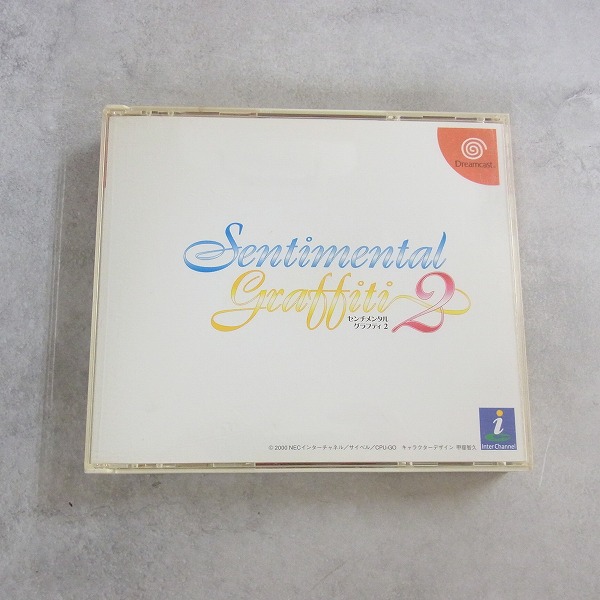 Dreamcast
Sentimental
Graffiti 2
センチメンタル
グラフティ2
© 2000 NECインターチャネル／サイベル／CPU-GO キャラクターデザイン 甲斐智久
i
InterChannel